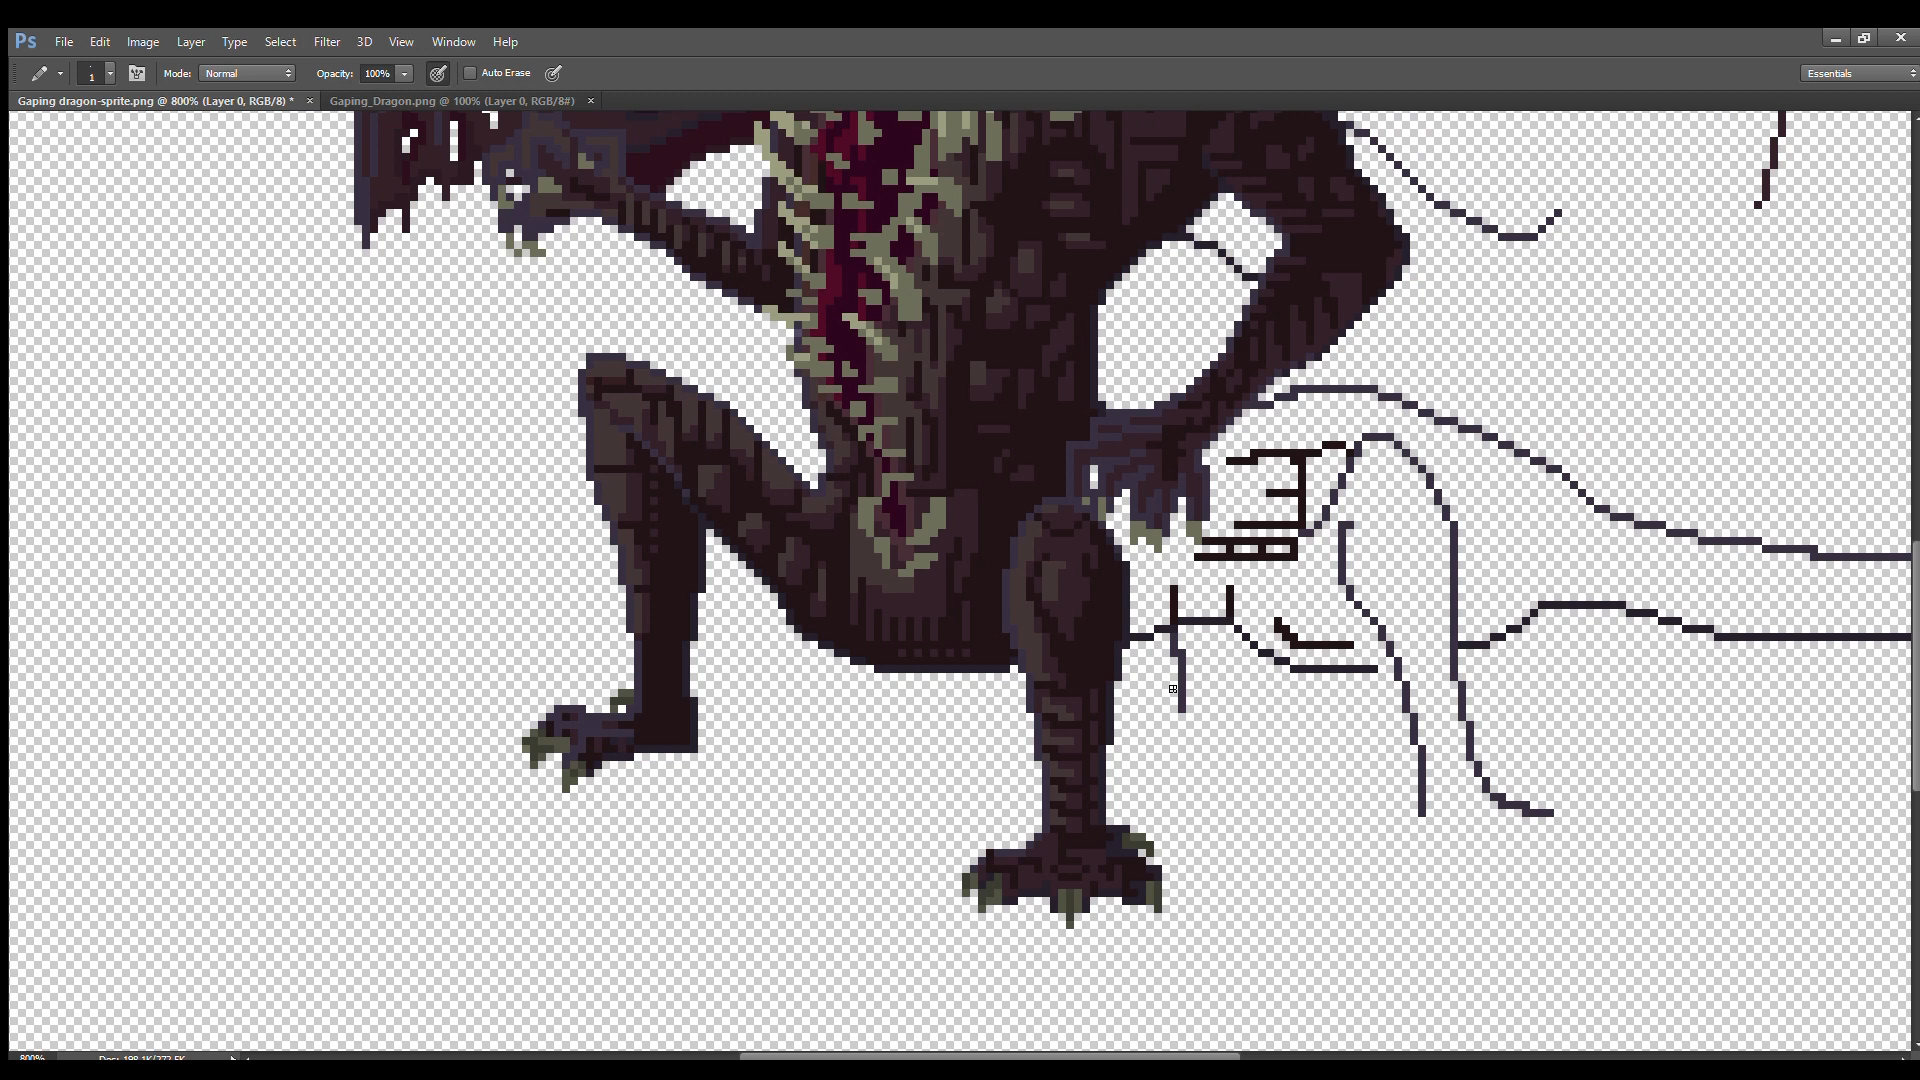 Ps File Edit Image Layer Type Select Filter 3D View Window Help
1 Mode: Normal Opacity: 100% Auto Erase Essentials
Gaping dragon-sprite.png @ 800% (Layer 0, RGB/8) * × Gaping_Dragon.png @ 100% (Layer 0, RGB/8#) ×
800% Doc: 198.1K/272.5K